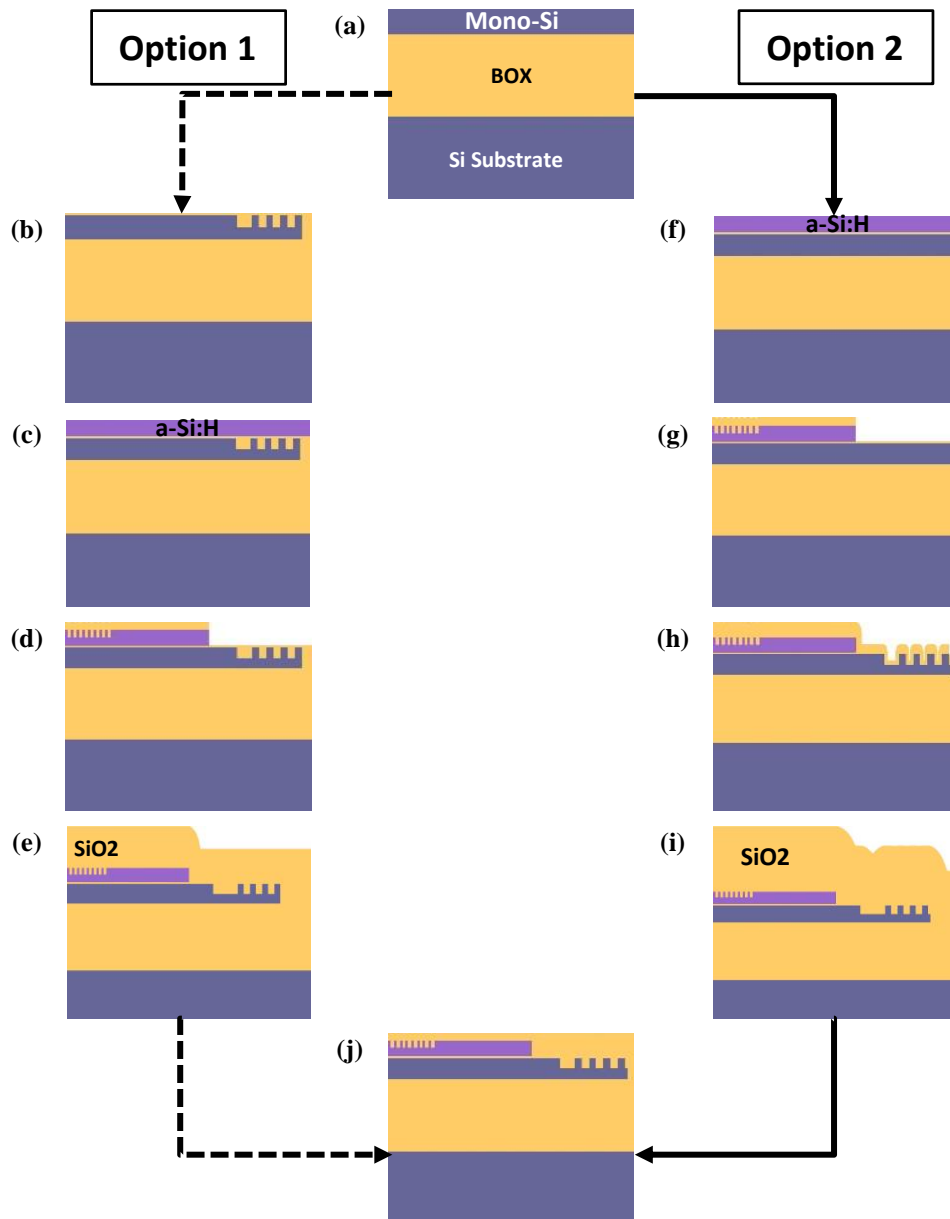 Option 1
(a)
Mono-Si
BOX
Si Substrate
Option 2
(b)
(f)
a-Si:H
(c)
a-Si:H
(g)
(d)
(h)
(e)
SiO2
(i)
SiO2
(j)